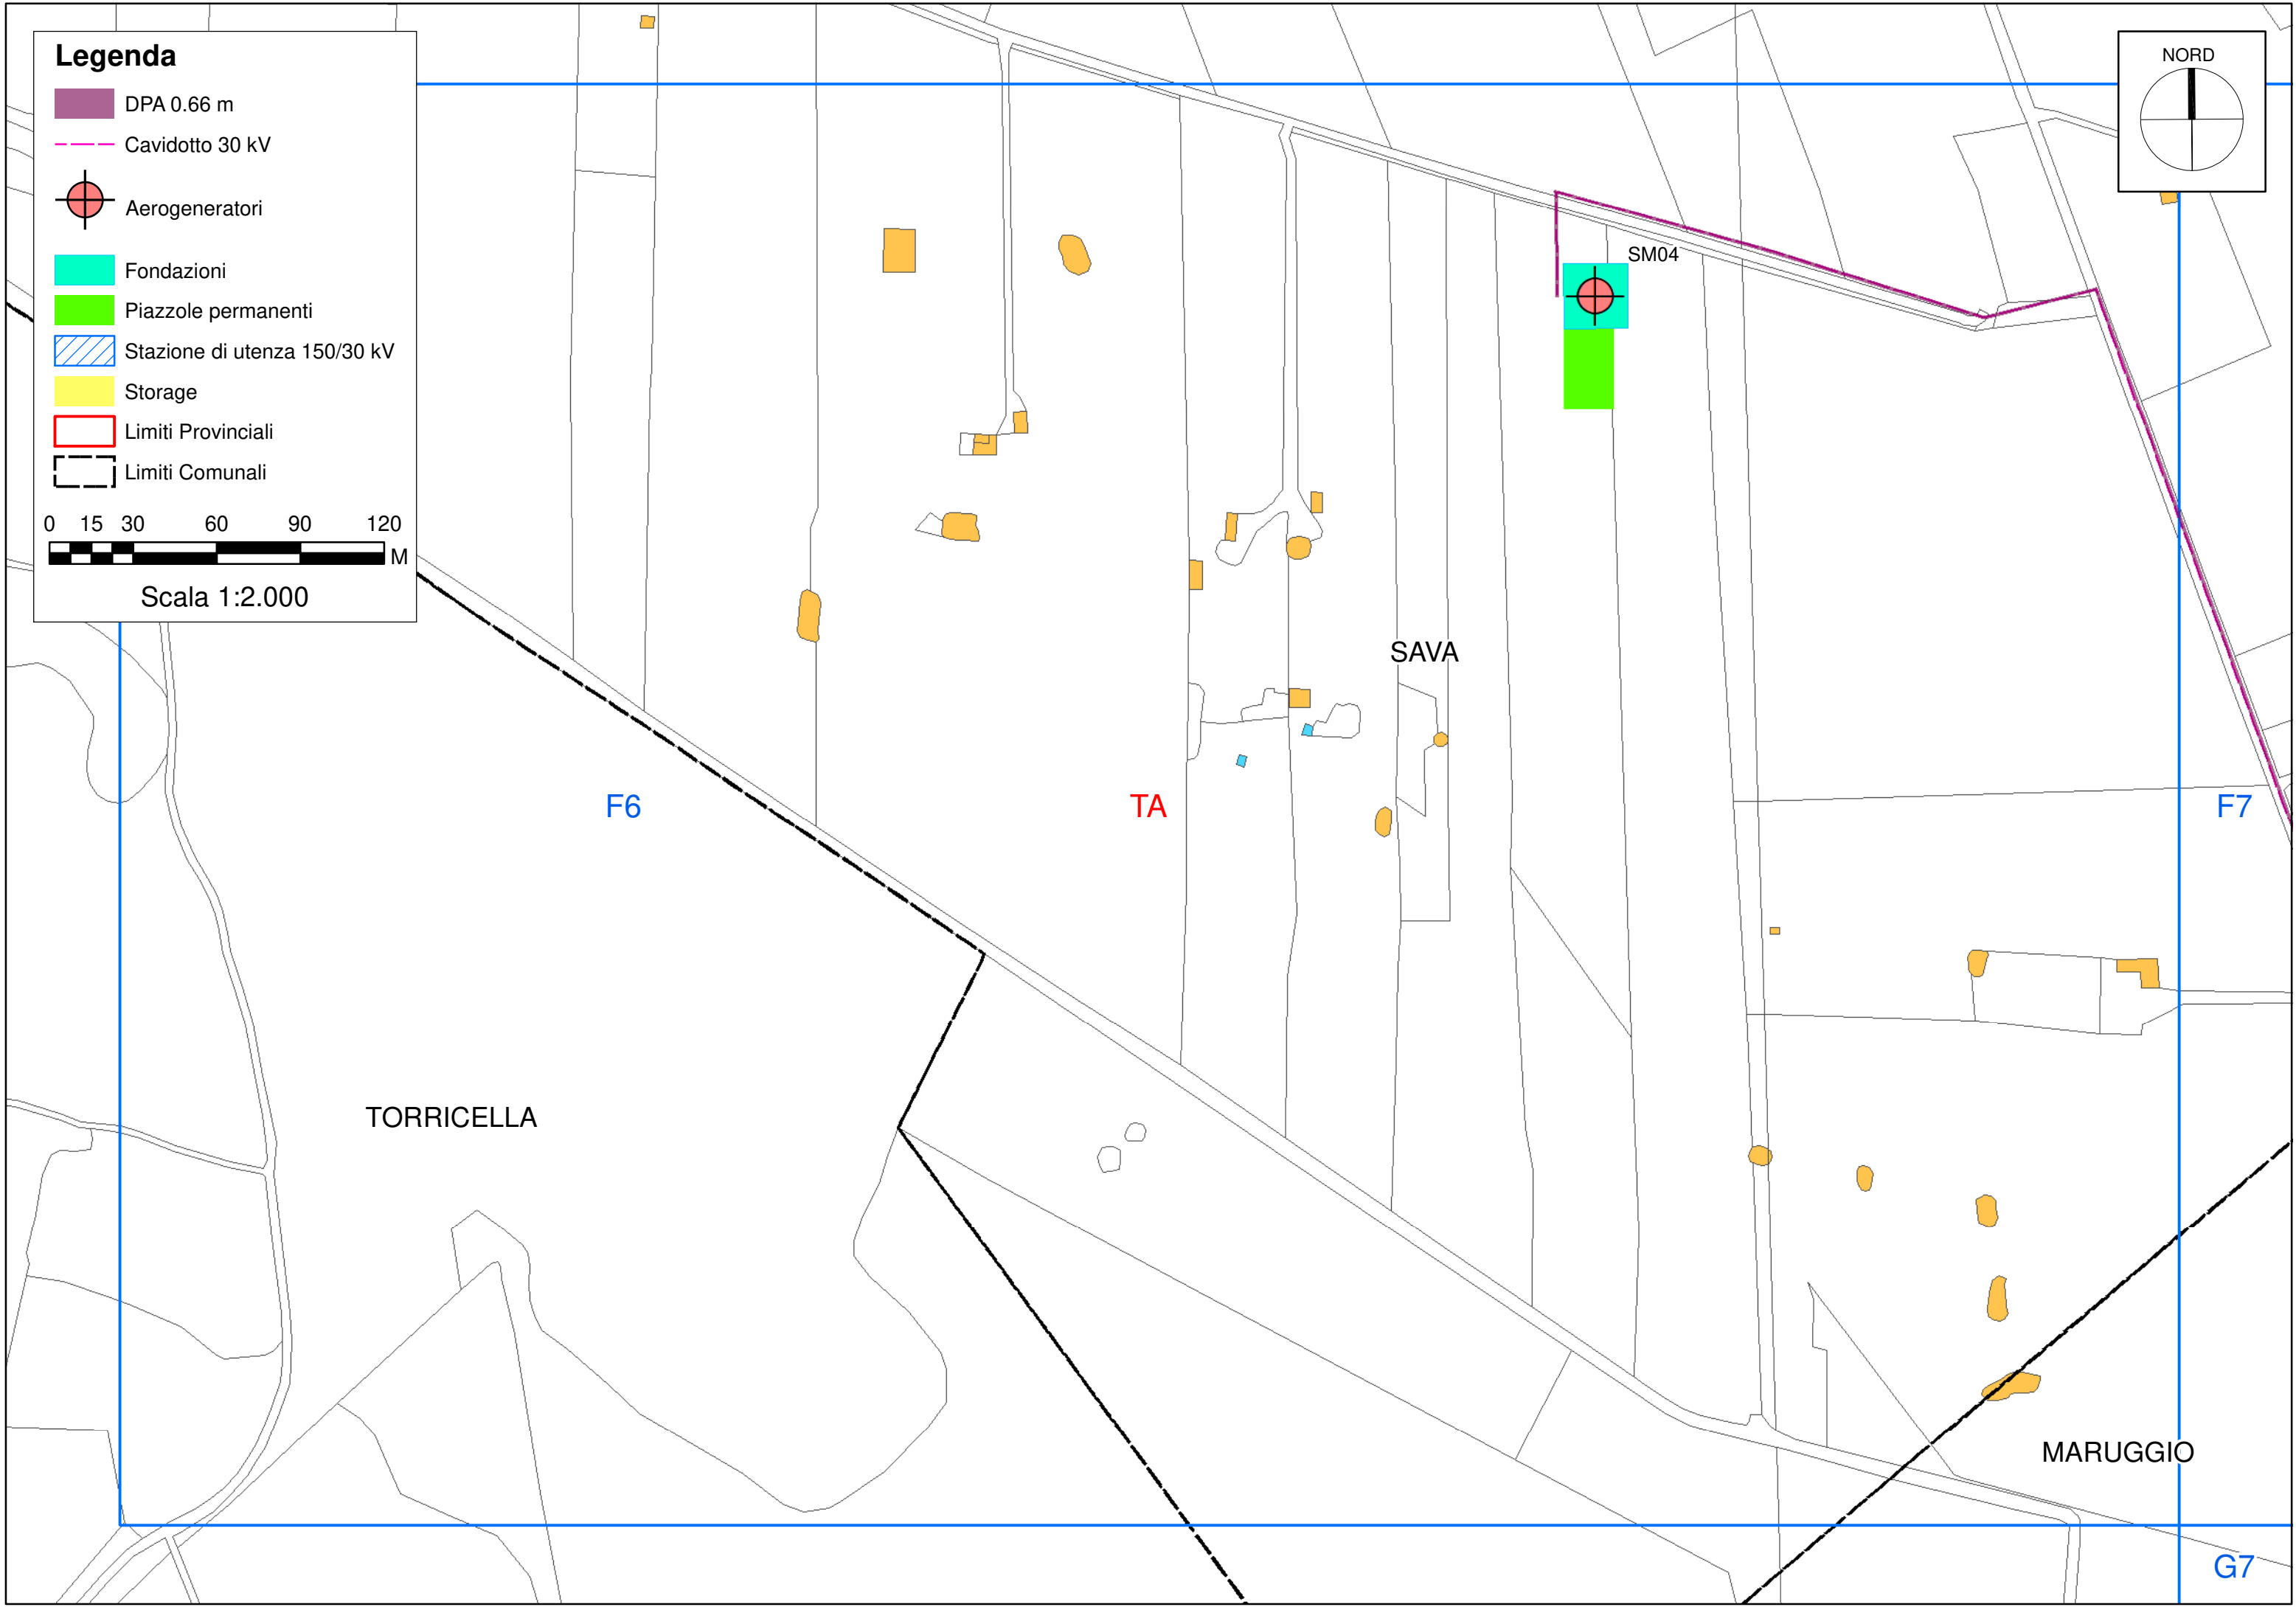 Legenda
DPA 0.66 m
Cavidotto 30 kV
Aerogeneratori
Fondazioni
Piazzole permanenti
Stazione di utenza 150/30 kV
Storage
Limiti Provinciali
Limiti Comunali
0 15 30 60 90 120
M
Scala 1:2.000
NORD
SM04
SAVA
F6
TA
F7
TORRICELLA
MARUGGIO
G7